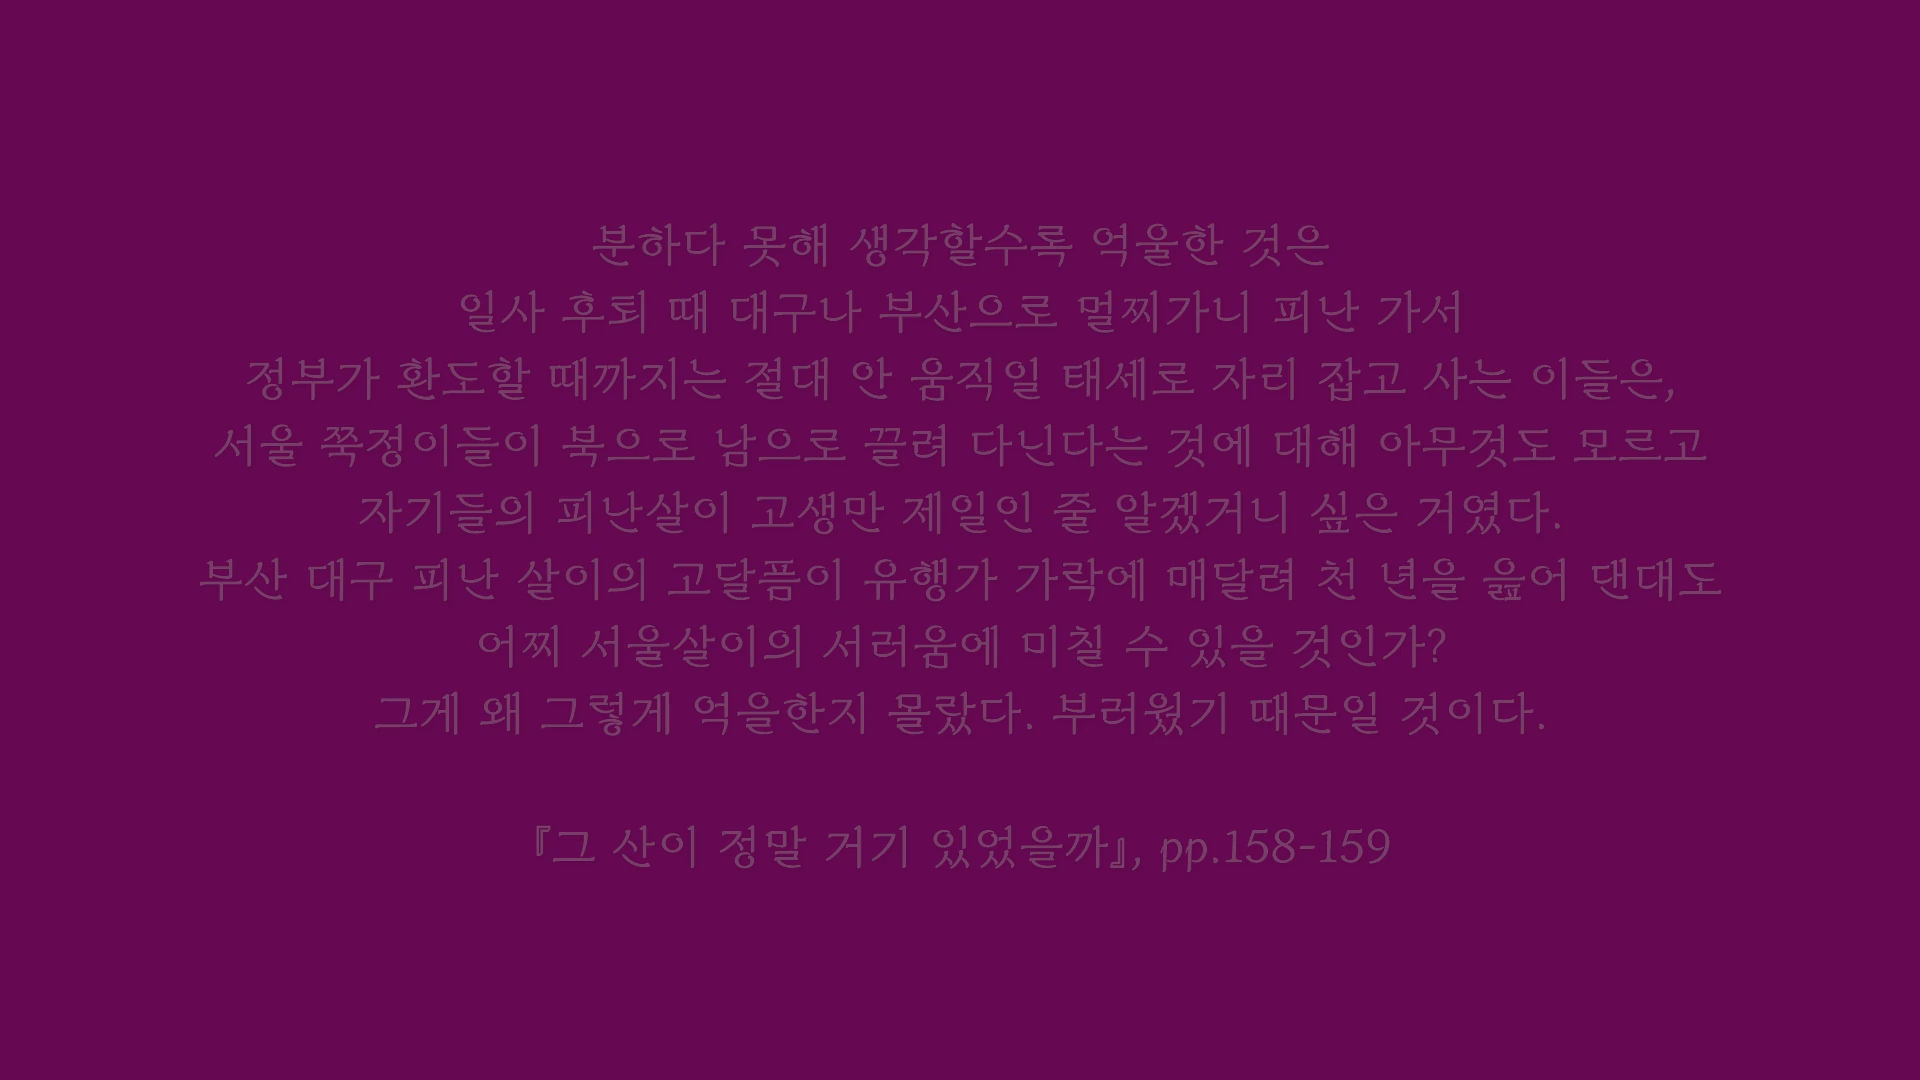 분하다 못해 생각할수록 억울한 것은
일사 후퇴 때 대구나 부산으로 멀찌가니 피난 가서
정부가 환도할 때까지는 절대 안 움직일 태세로 자리 잡고 사는 이들은,
서울 쭉정이들이 북으로 남으로 끌려 다닌다는 것에 대해 아무것도 모르고
자기들의 피난살이 고생만 제일인 줄 알겠거니 싶은 거였다.
부산 대구 피난 살이의 고달픔이 유행가 가락에 매달려 천 년을 읊어 댄대도
어찌 서울살이의 서러움에 미칠 수 있을 것인가?
그게 왜 그렇게 억을한지 몰랐다. 부러웠기 때문일 것이다.
『그 산이 정말 거기 있었을까』, pp.158-159